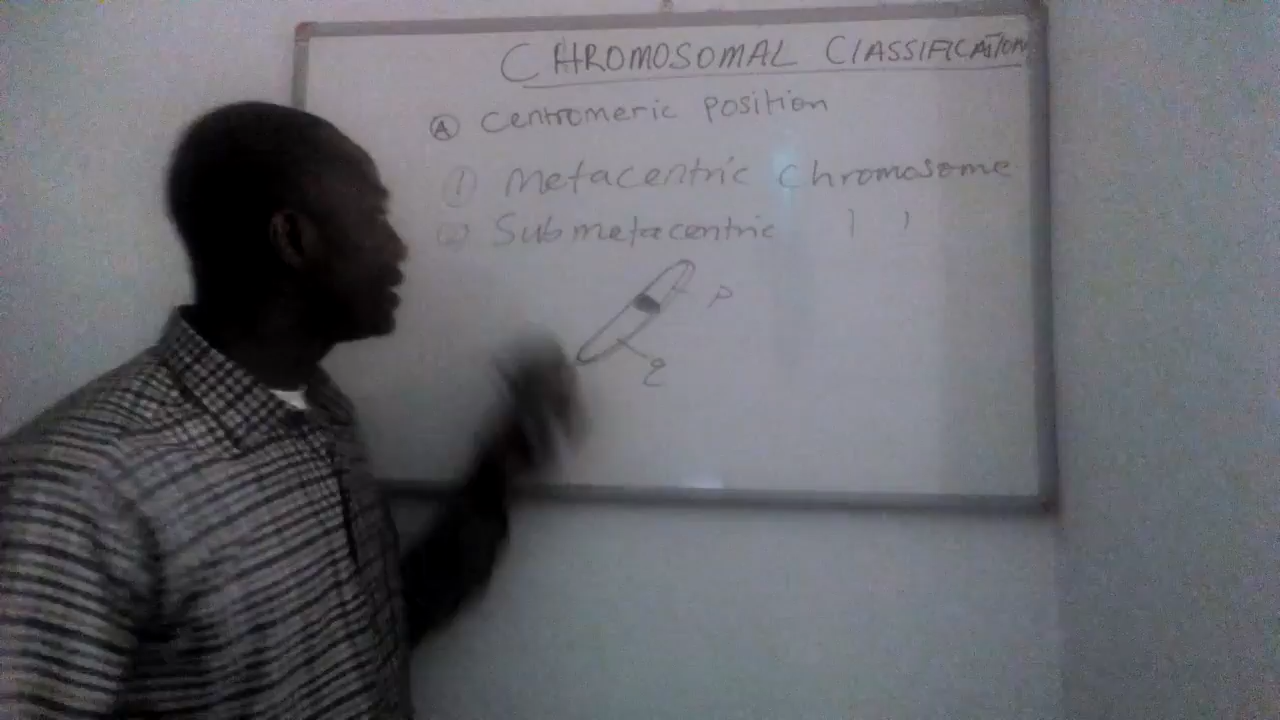 CHROMOSOMAL CLASSIFICATION
Ⓐ Centromeric position
① Metacentric Chromosome
② Submetacentric ) )
p
q